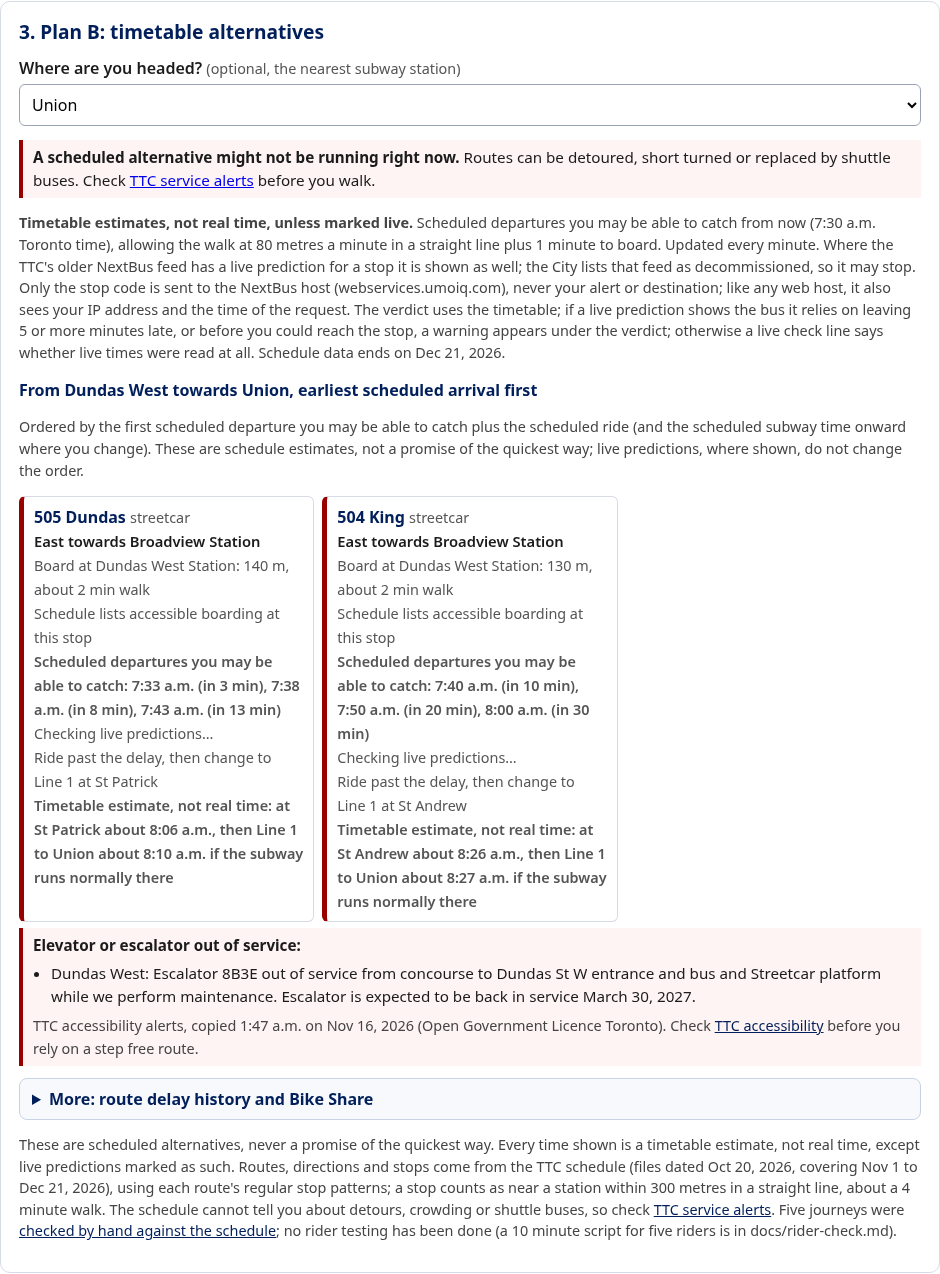 3. Plan B: timetable alternatives
Where are you headed? (optional, the nearest subway station)
Union
A scheduled alternative might not be running right now. Routes can be detoured, short turned or replaced by shuttle
buses. Check TTC service alerts before you walk.
Timetable estimates, not real time, unless marked live. Scheduled departures you may be able to catch from now (7:30 a.m.
Toronto time), allowing the walk at 80 metres a minute in a straight line plus 1 minute to board. Updated every minute. Where the
TTC's older NextBus feed has a live prediction for a stop it is shown as well; the City lists that feed as decommissioned, so it may stop.
Only the stop code is sent to the NextBus host (webservices.umoiq.com), never your alert or destination; like any web host, it also
sees your IP address and the time of the request. The verdict uses the timetable; if a live prediction shows the bus it relies on leaving
5 or more minutes late, or before you could reach the stop, a warning appears under the verdict; otherwise a live check line says
whether live times were read at all. Schedule data ends on Dec 21, 2026.
From Dundas West towards Union, earliest scheduled arrival first
Ordered by the first scheduled departure you may be able to catch plus the scheduled ride (and the scheduled subway time onward
where you change). These are schedule estimates, not a promise of the quickest way; live predictions, where shown, do not change
the order.
505 Dundas streetcar
East towards Broadview Station
Board at Dundas West Station: 140 m,
about 2 min walk
Schedule lists accessible boarding at
this stop
Scheduled departures you may be
able to catch: 7:33 a.m. (in 3 min), 7:38
a.m. (in 8 min), 7:43 a.m. (in 13 min)
Checking live predictions…
Ride past the delay, then change to
Line 1 at St Patrick
Timetable estimate, not real time: at
St Patrick about 8:06 a.m., then Line 1
to Union about 8:10 a.m. if the subway
runs normally there
504 King streetcar
East towards Broadview Station
Board at Dundas West Station: 130 m,
about 2 min walk
Schedule lists accessible boarding at
this stop
Scheduled departures you may be
able to catch: 7:40 a.m. (in 10 min),
7:50 a.m. (in 20 min), 8:00 a.m. (in 30
min)
Checking live predictions…
Ride past the delay, then change to
Line 1 at St Andrew
Timetable estimate, not real time: at
St Andrew about 8:26 a.m., then Line 1
to Union about 8:27 a.m. if the subway
runs normally there
Elevator or escalator out of service:
• Dundas West: Escalator 8B3E out of service from concourse to Dundas St W entrance and bus and Streetcar platform
while we perform maintenance. Escalator is expected to be back in service March 30, 2027.
TTC accessibility alerts, copied 1:47 a.m. on Nov 16, 2026 (Open Government Licence Toronto). Check TTC accessibility before you
rely on a step free route.
More: route delay history and Bike Share
These are scheduled alternatives, never a promise of the quickest way. Every time shown is a timetable estimate, not real time, except
live predictions marked as such. Routes, directions and stops come from the TTC schedule (files dated Oct 20, 2026, covering Nov 1 to
Dec 21, 2026), using each route's regular stop patterns; a stop counts as near a station within 300 metres in a straight line, about a 4
minute walk. The schedule cannot tell you about detours, crowding or shuttle buses, so check TTC service alerts. Five journeys were
checked by hand against the schedule; no rider testing has been done (a 10 minute script for five riders is in docs/rider-check.md).